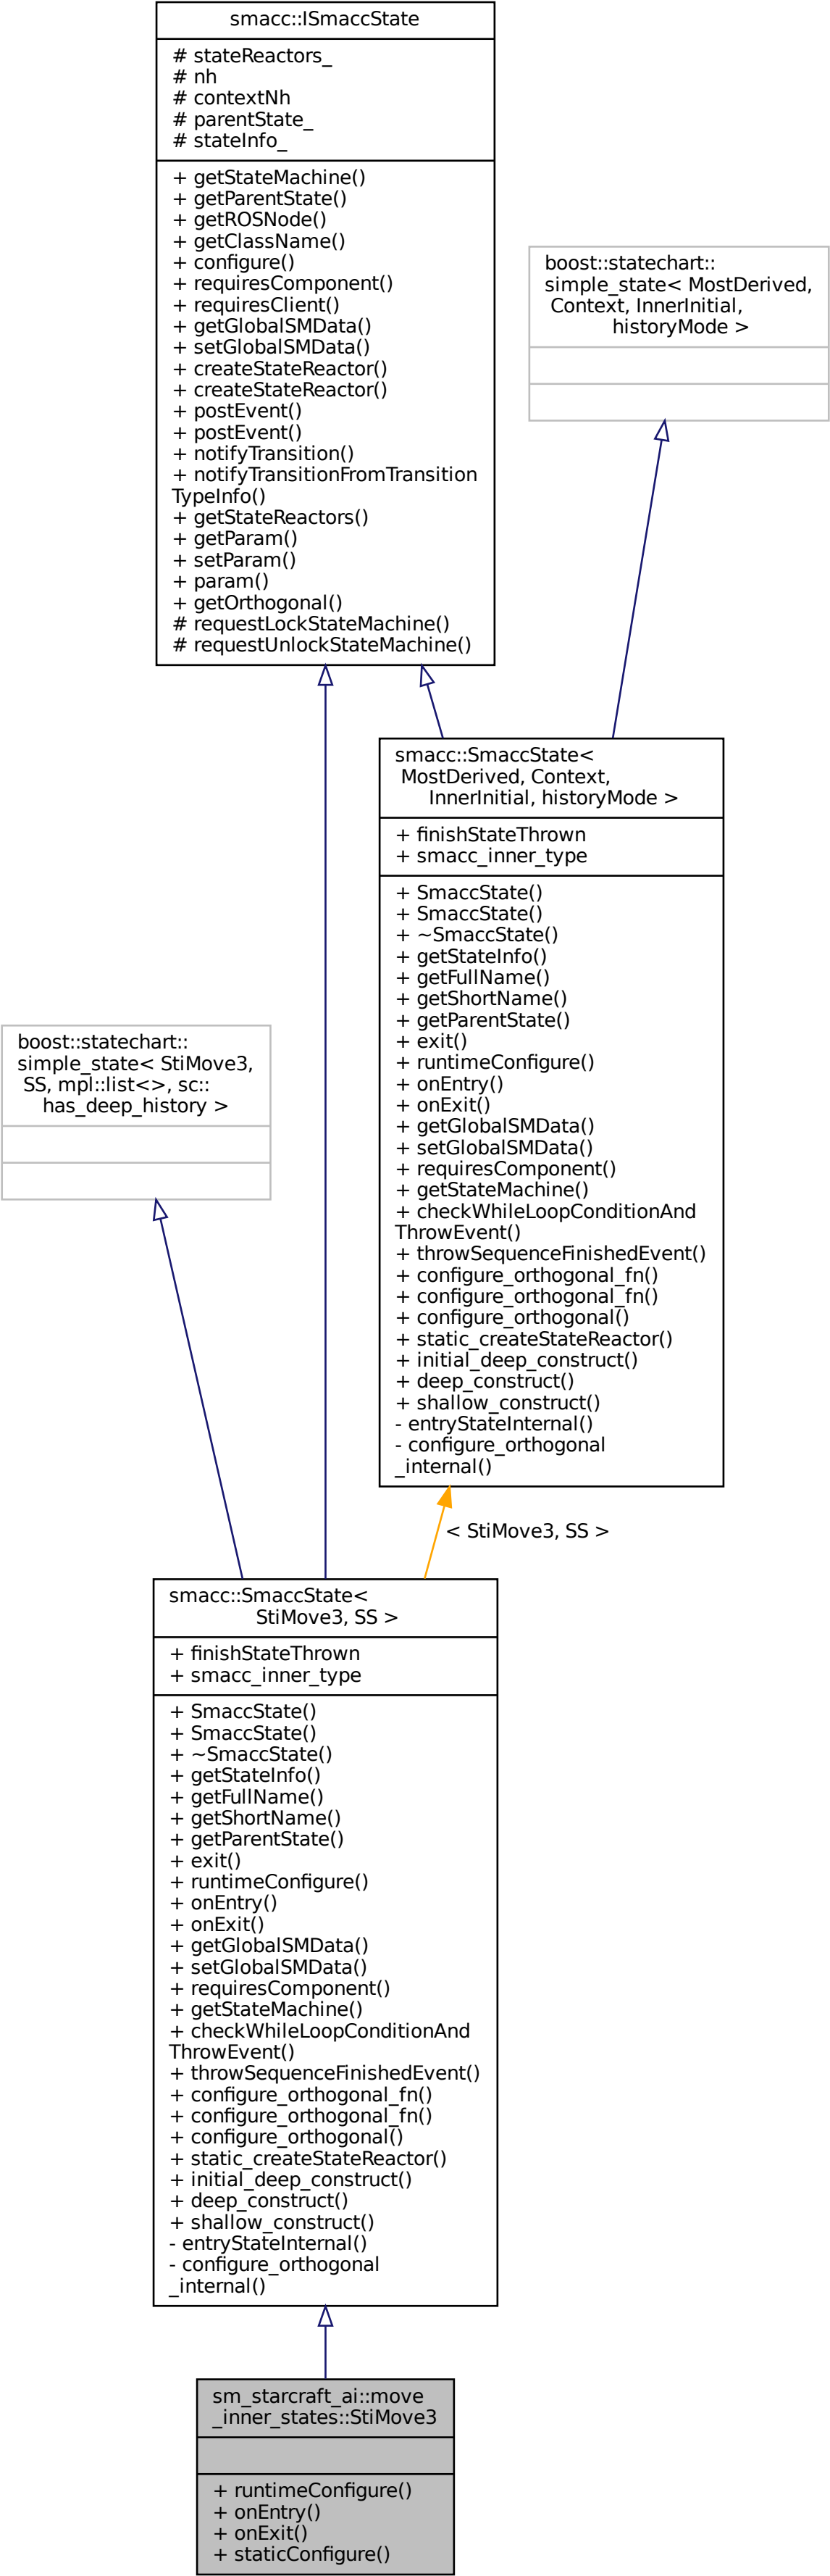 smacc::ISmaccState
# stateReactors_
# nh
# contextNh
# parentState_
# stateInfo_
+ getStateMachine()
+ getParentState()
+ getROSNode()
+ getClassName()
+ configure()
+ requiresComponent()
+ requiresClient()
+ getGlobalSMData()
+ setGlobalSMData()
+ createStateReactor()
+ createStateReactor()
+ postEvent()
+ postEvent()
+ notifyTransition()
+ notifyTransitionFromTransition
TypeInfo()
+ getStateReactors()
+ getParam()
+ setParam()
+ param()
+ getOrthogonal()
# requestLockStateMachine()
# requestUnlockStateMachine()
boost::statechart::
simple_state< MostDerived,
Context, InnerInitial,
historyMode >
smacc::SmaccState<
MostDerived, Context,
InnerInitial, historyMode >
+ finishStateThrown
+ smacc_inner_type
+ SmaccState()
+ SmaccState()
+ ~SmaccState()
+ getStateInfo()
+ getFullName()
+ getShortName()
+ getParentState()
+ exit()
+ runtimeConfigure()
+ onEntry()
+ onExit()
+ getGlobalSMData()
+ setGlobalSMData()
+ requiresComponent()
+ getStateMachine()
+ checkWhileLoopConditionAnd
ThrowEvent()
+ throwSequenceFinishedEvent()
+ configure_orthogonal_fn()
+ configure_orthogonal_fn()
+ configure_orthogonal()
+ static_createStateReactor()
+ initial_deep_construct()
+ deep_construct()
+ shallow_construct()
- entryStateInternal()
- configure_orthogonal
_internal()
boost::statechart::
simple_state< StiMove3,
SS, mpl::list<>, sc::
has_deep_history >
< StiMove3, SS >
smacc::SmaccState<
StiMove3, SS >
+ finishStateThrown
+ smacc_inner_type
+ SmaccState()
+ SmaccState()
+ ~SmaccState()
+ getStateInfo()
+ getFullName()
+ getShortName()
+ getParentState()
+ exit()
+ runtimeConfigure()
+ onEntry()
+ onExit()
+ getGlobalSMData()
+ setGlobalSMData()
+ requiresComponent()
+ getStateMachine()
+ checkWhileLoopConditionAnd
ThrowEvent()
+ throwSequenceFinishedEvent()
+ configure_orthogonal_fn()
+ configure_orthogonal_fn()
+ configure_orthogonal()
+ static_createStateReactor()
+ initial_deep_construct()
+ deep_construct()
+ shallow_construct()
- entryStateInternal()
- configure_orthogonal
_internal()
sm_starcraft_ai::move
_inner_states::StiMove3
+ runtimeConfigure()
+ onEntry()
+ onExit()
+ staticConfigure()